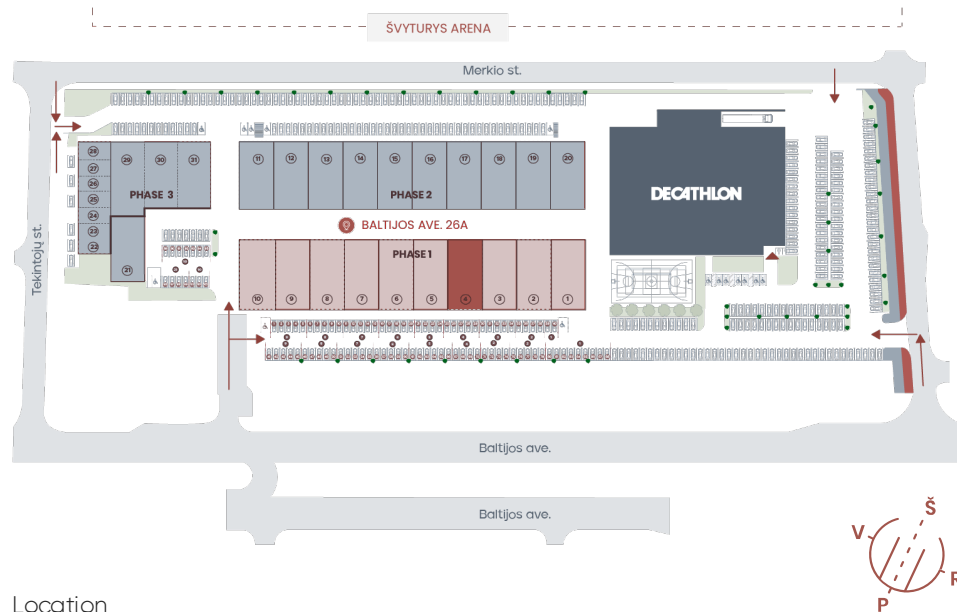 ŠVYTURYS ARENA
Merkio st.
28
29
30
31
27
26
25
24
23
22
21
PHASE 3
11
12
13
14
15
16
17
18
19
20
PHASE 2
DECATHLON
BALTIJOS AVE. 26A
PHASE 1
10
9
8
7
6
5
4
3
2
1
Tekintojų st.
Baltijos ave.
Baltijos ave.
Š
V
R
P
Location